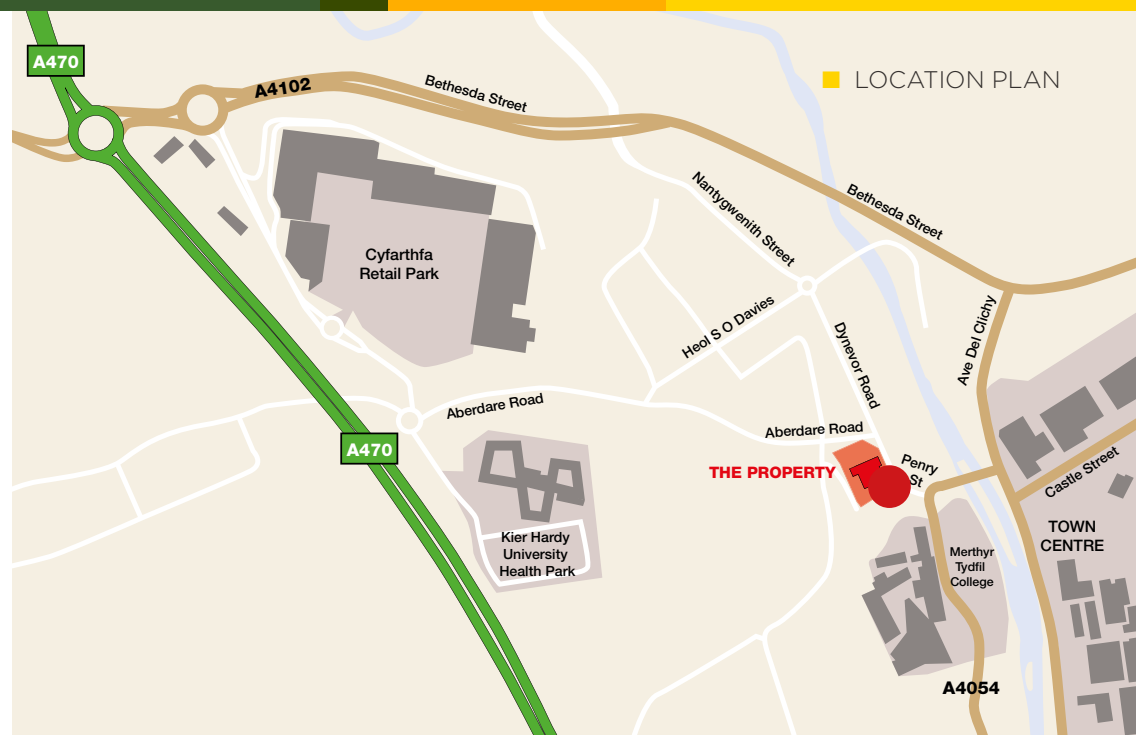 A470
A4102
Bethesda Street
LOCATION PLAN
Nantygwenith Street
Bethesda Street
Cyfarthfa
Retail Park
Heol S O Davies
Dynevor Road
Ave Del Clichy
Aberdare Road
Aberdare Road
A470
THE PROPERTY
Penry
St
Castle Street
TOWN
CENTRE
Kier Hardy
University
Health Park
Merthyr
Tydfil
College
A4054